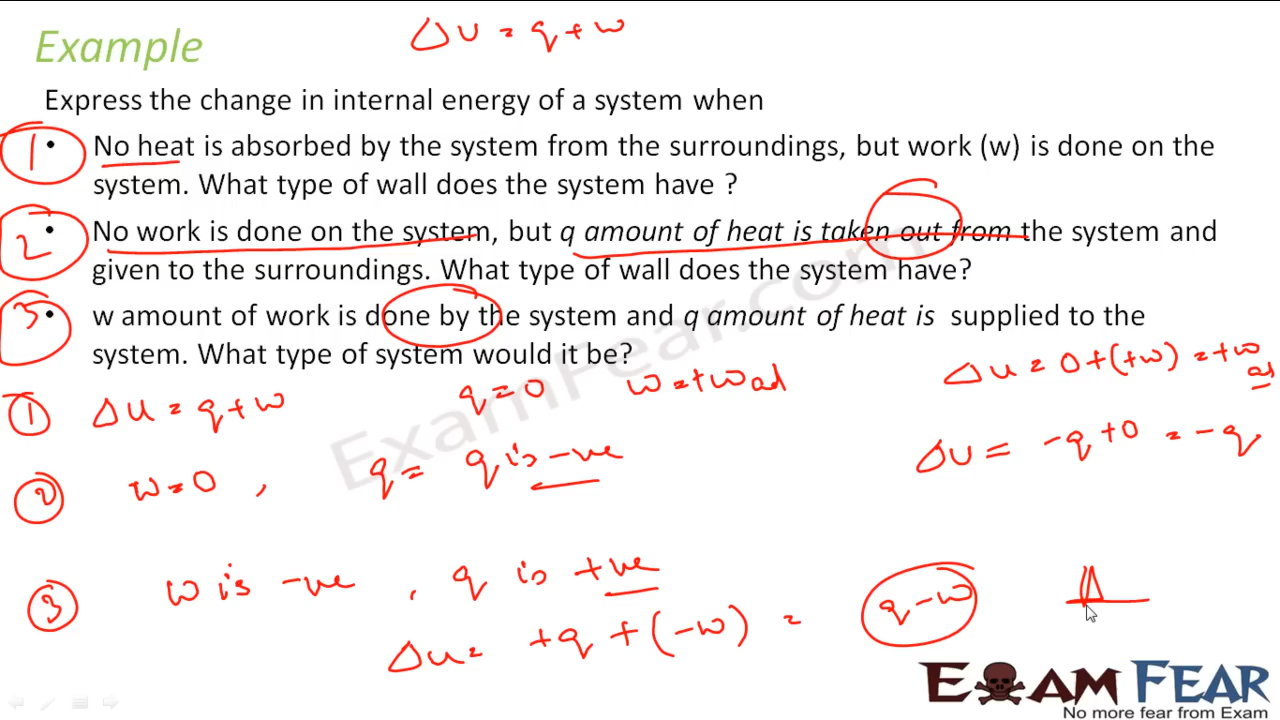 Δu = q + w
Example
Express the change in internal energy of a system when
1 • No heat is absorbed by the system from the surroundings, but work (w) is done on the
system. What type of wall does the system have ?
2 • No work is done on the system, but q amount of heat is taken out from the system and
given to the surroundings. What type of wall does the system have?
3 • w amount of work is done by the system and q amount of heat is supplied to the
system. What type of system would it be?
① Δu = q + w q = 0 w = +w ad Δu = 0 + (+w) = +w ad
② w = 0 , q = q is -ve Δu = -q + 0 = -q
③ w is -ve , q is +ve
Δu = +q + (-w) = q - w
ExamFear.com
EXAM FEAR
No more fear from Exam